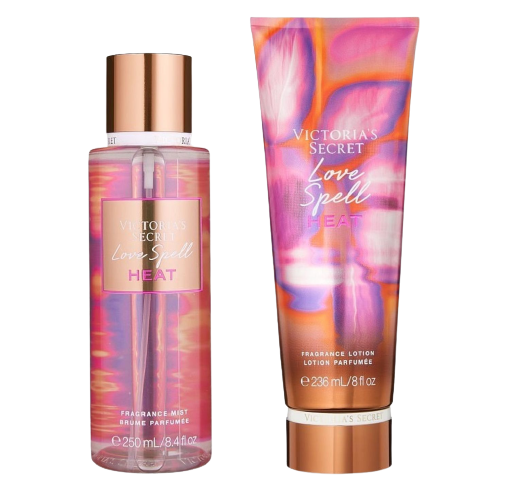 VICTORIA'S
SECRET
Love Spell
HEAT
FRAGRANCE MIST
BRUME PARFUMÉE
℮ 250 mL/8.4 fl oz
VICTORIA'S
SECRET
Love
Spell
HEAT
FRAGRANCE LOTION
LOTION PARFUMÉE
℮ 236 mL/8 fl oz
VICTORIA'S SECRET